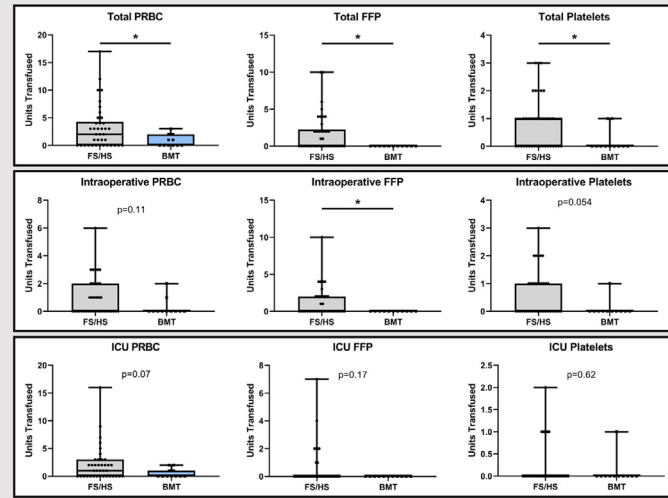 Total PRBC
Units Transfused
20
15
10
5
0
*
FS/HS
BMT
Total FFP
Units Transfused
15
10
5
0
*
FS/HS
BMT
Total Platelets
Units Transfused
4
3
2
1
0
*
FS/HS
BMT
Intraoperative PRBC
Units Transfused
8
6
4
2
0
p=0.11
FS/HS
BMT
Intraoperative FFP
Units Transfused
15
10
5
0
*
FS/HS
BMT
Intraoperative Platelets
Units Transfused
4
3
2
1
0
p=0.054
FS/HS
BMT
ICU PRBC
Units Transfused
20
15
10
5
0
p=0.07
FS/HS
BMT
ICU FFP
Units Transfused
8
6
4
2
0
p=0.17
FS/HS
BMT
ICU Platelets
Units Transfused
2.5
2.0
1.5
1.0
0.5
0.0
p=0.62
FS/HS
BMT